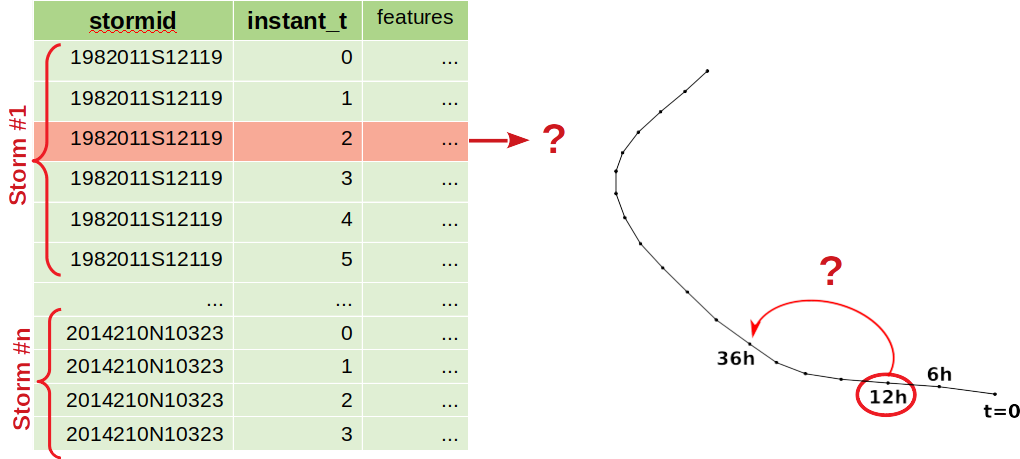 stormid instant_t features
1982011S12119 0 ...
1982011S12119 1 ...
1982011S12119 2 ...
1982011S12119 3 ...
1982011S12119 4 ...
1982011S12119 5 ...
... ... ...
2014210N10323 0 ...
2014210N10323 1 ...
2014210N10323 2 ...
2014210N10323 3 ...
Storm #1
Storm #n
?
?
36h
12h
6h
t=0